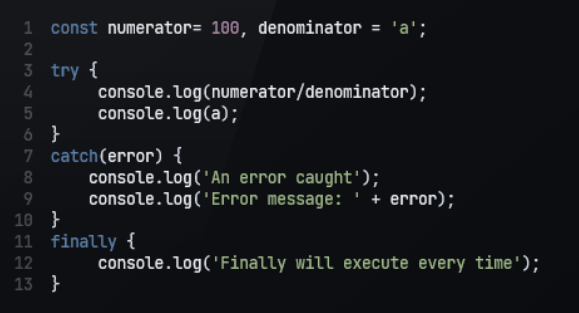 1 const numerator= 100, denominator = 'a';
2
3 try {
4 console.log(numerator/denominator);
5 console.log(a);
6 }
7 catch(error) {
8 console.log('An error caught');
9 console.log('Error message: ' + error);
10 }
11 finally {
12 console.log('Finally will execute every time');
13 }